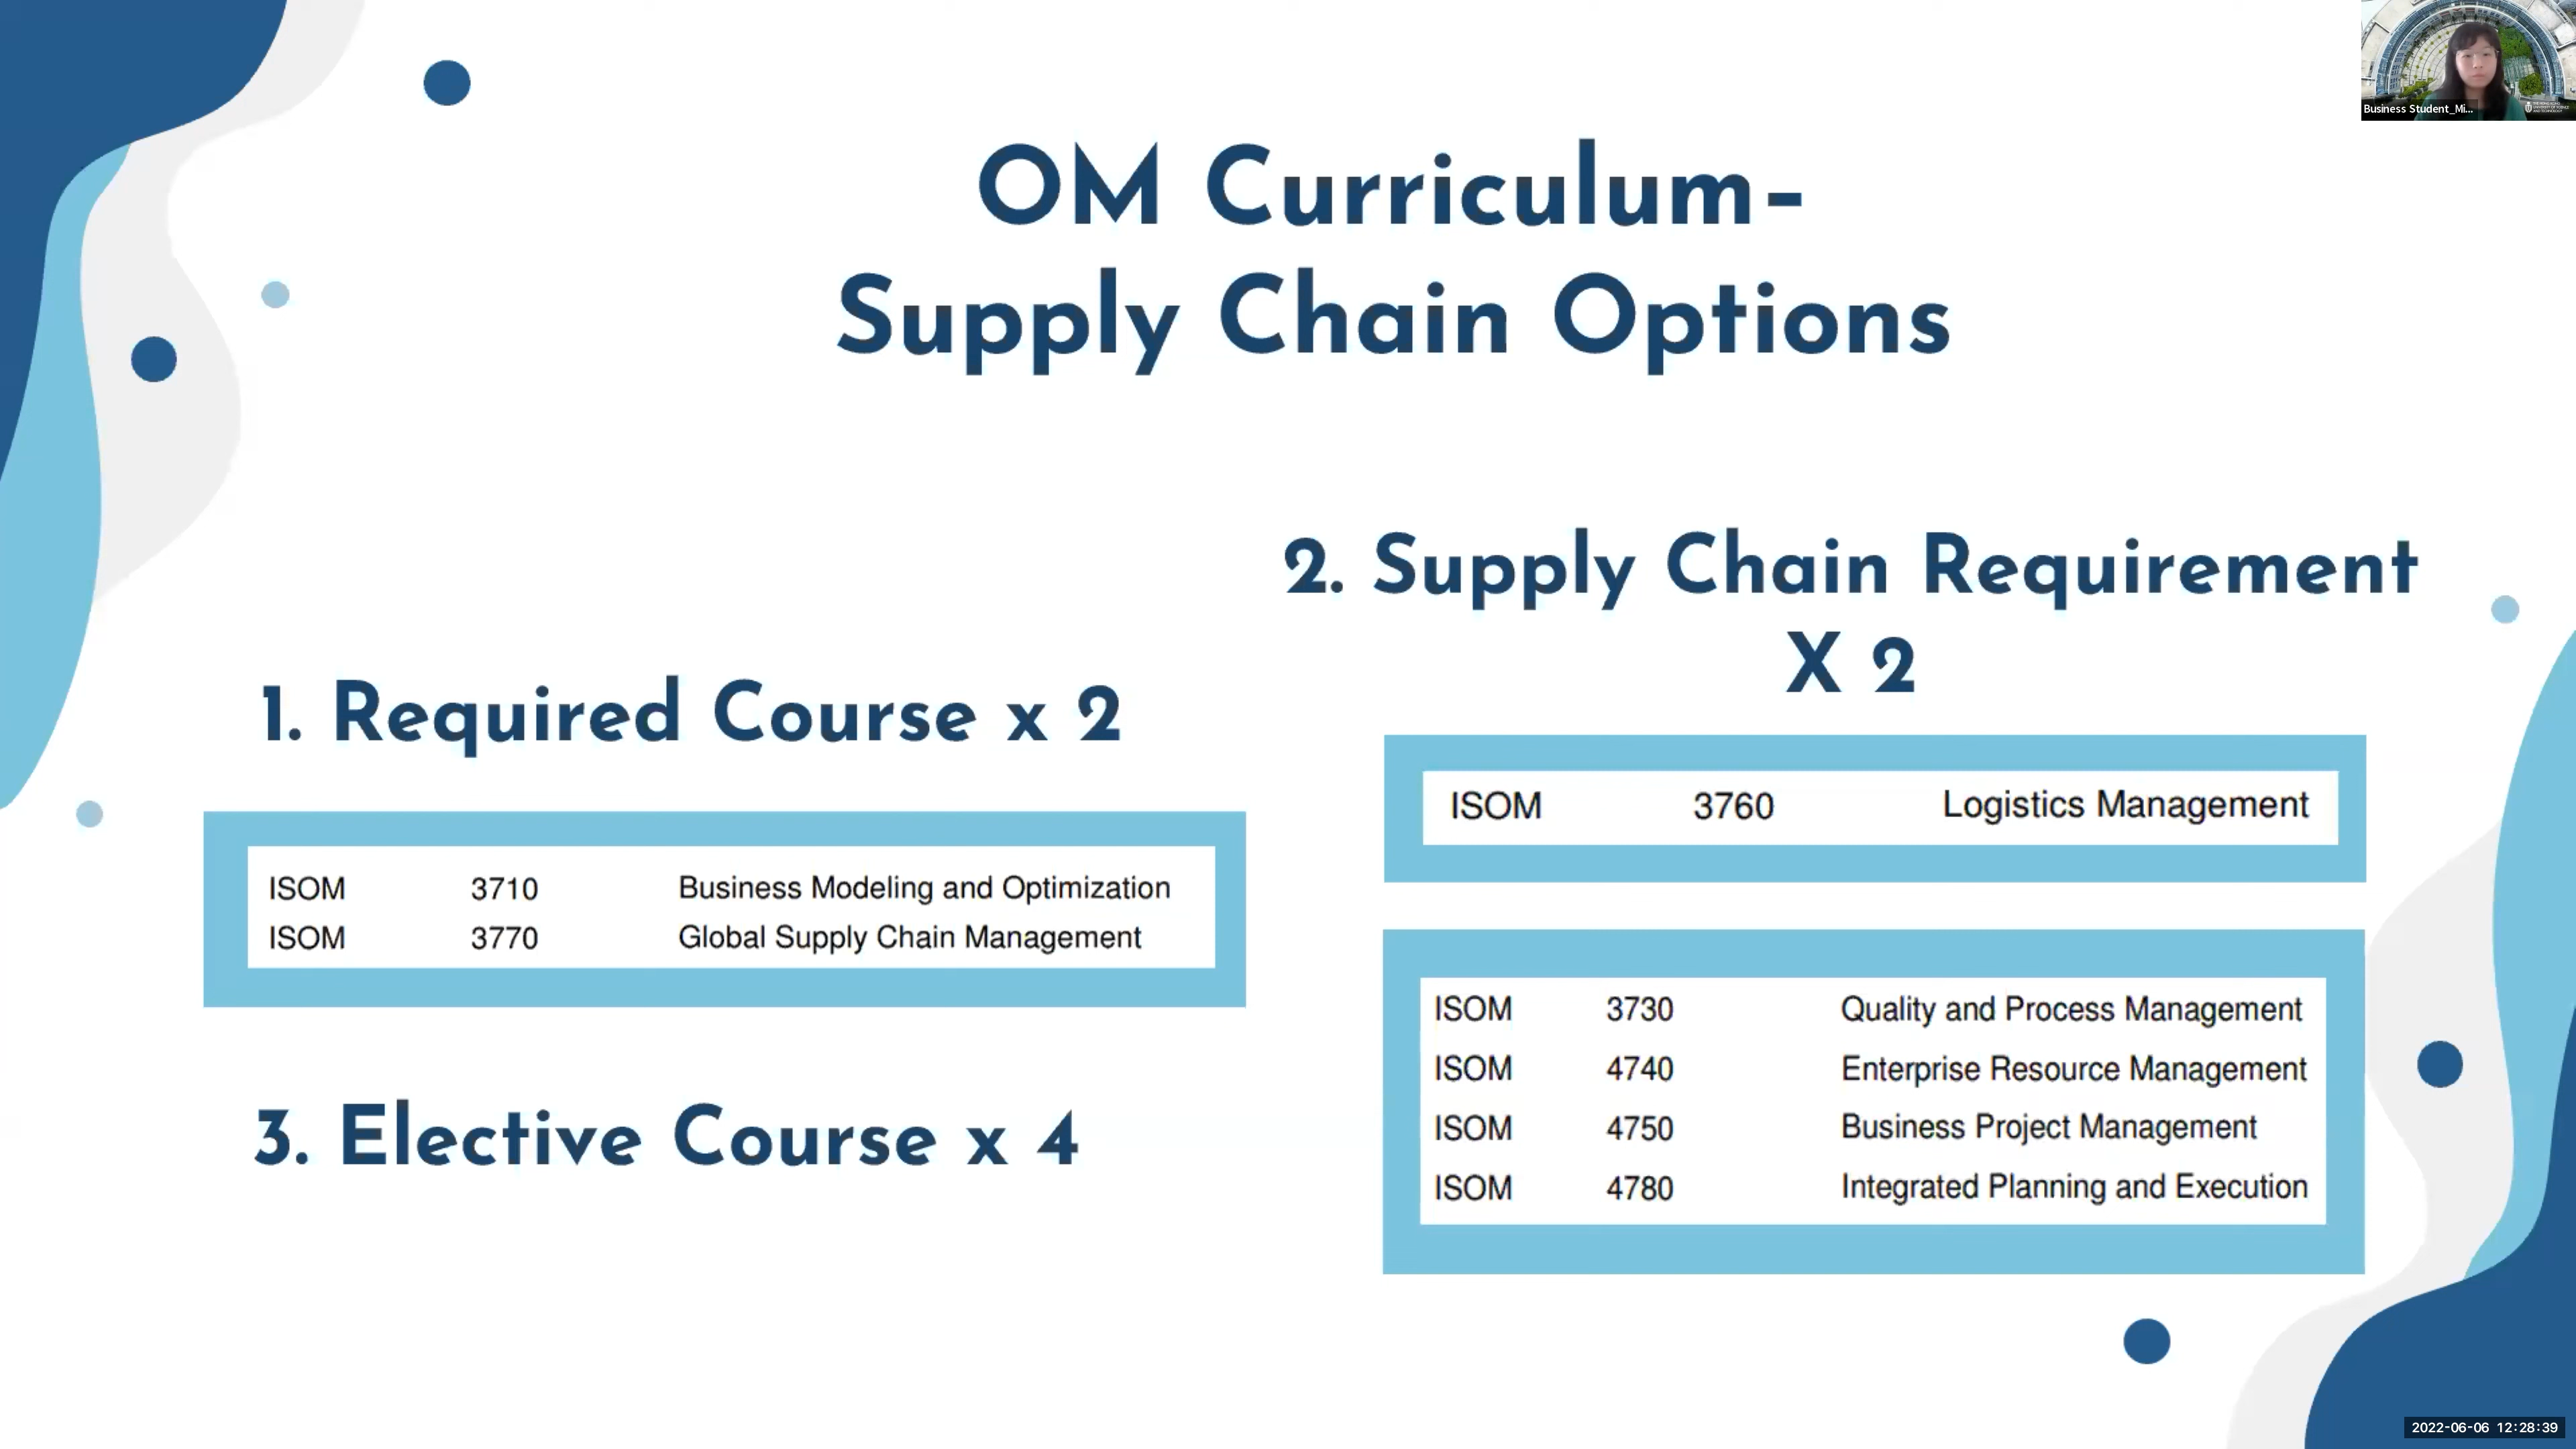 Business Student_Mi...
OM Curriculum-
Supply Chain Options
1. Required Course x 2
ISOM 3710 Business Modeling and Optimization
ISOM 3770 Global Supply Chain Management
2. Supply Chain Requirement
X 2
ISOM 3760 Logistics Management
ISOM 3730 Quality and Process Management
ISOM 4740 Enterprise Resource Management
ISOM 4750 Business Project Management
ISOM 4780 Integrated Planning and Execution
3. Elective Course x 4
2022-06-06 12:28:39